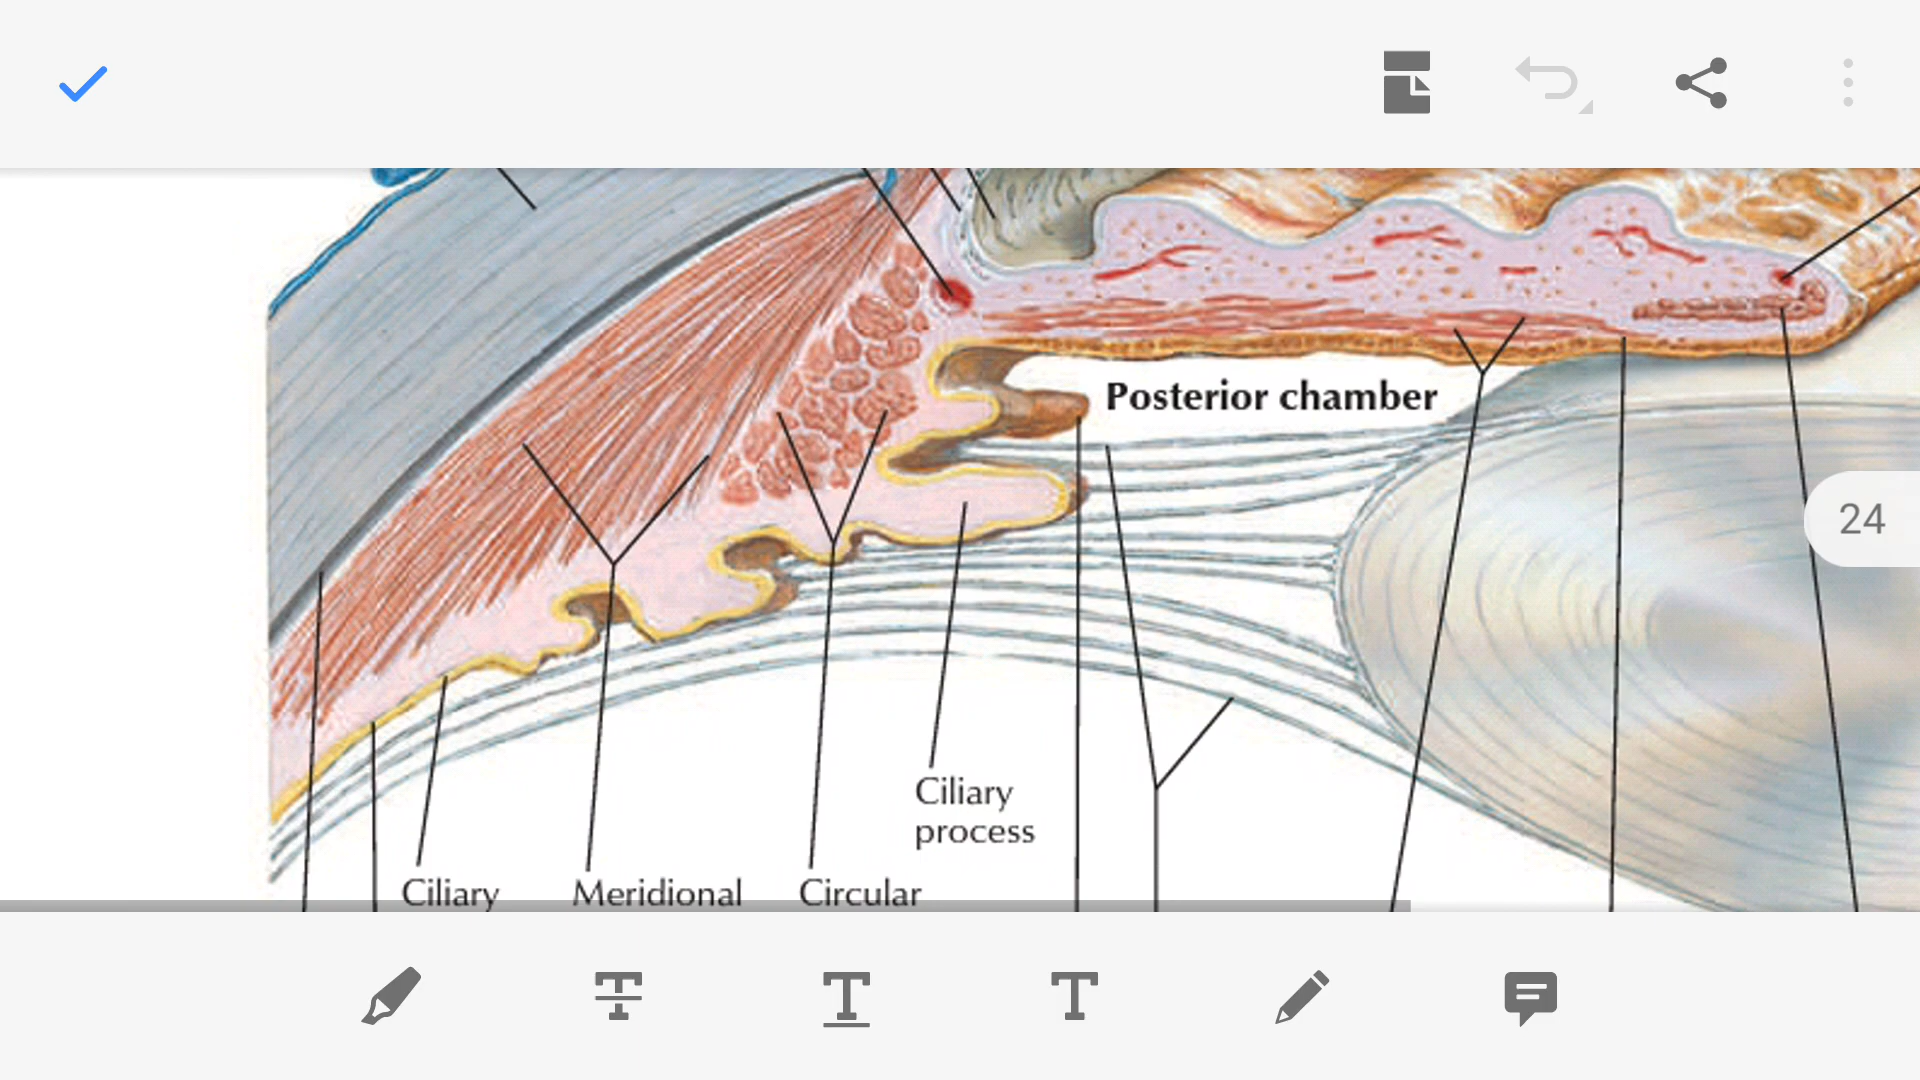 Posterior chamber
24
Ciliary
process
Ciliary Meridional Circular